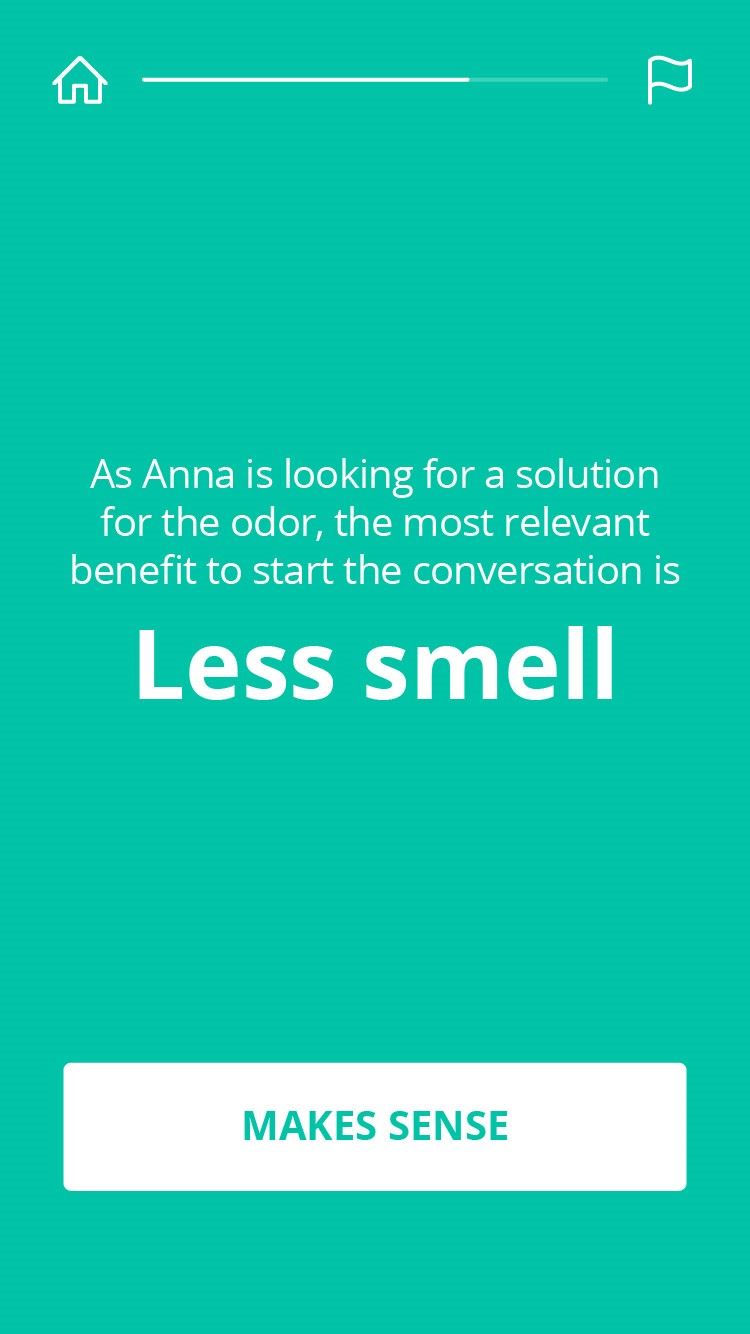 As Anna is looking for a solution
for the odor, the most relevant
benefit to start the conversation is
Less smell
MAKES SENSE